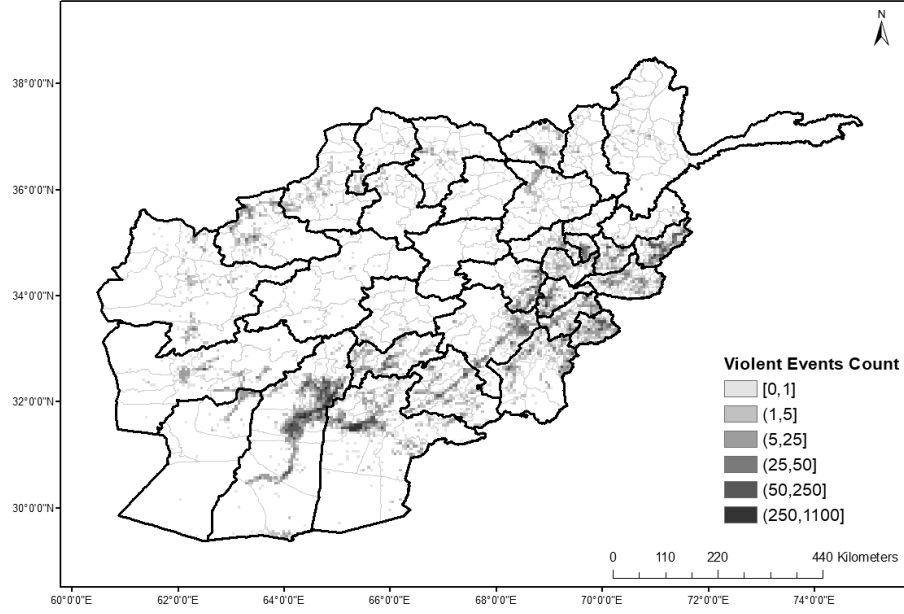 N
38°0'0"N
36°0'0"N
34°0'0"N
32°0'0"N
30°0'0"N
Violent Events Count
[0,1]
(1,5]
(5,25]
(25,50]
(50,250]
(250,1100]
0 110 220 440 Kilometers
60°0'0"E 62°0'0"E 64°0'0"E 66°0'0"E 68°0'0"E 70°0'0"E 72°0'0"E 74°0'0"E